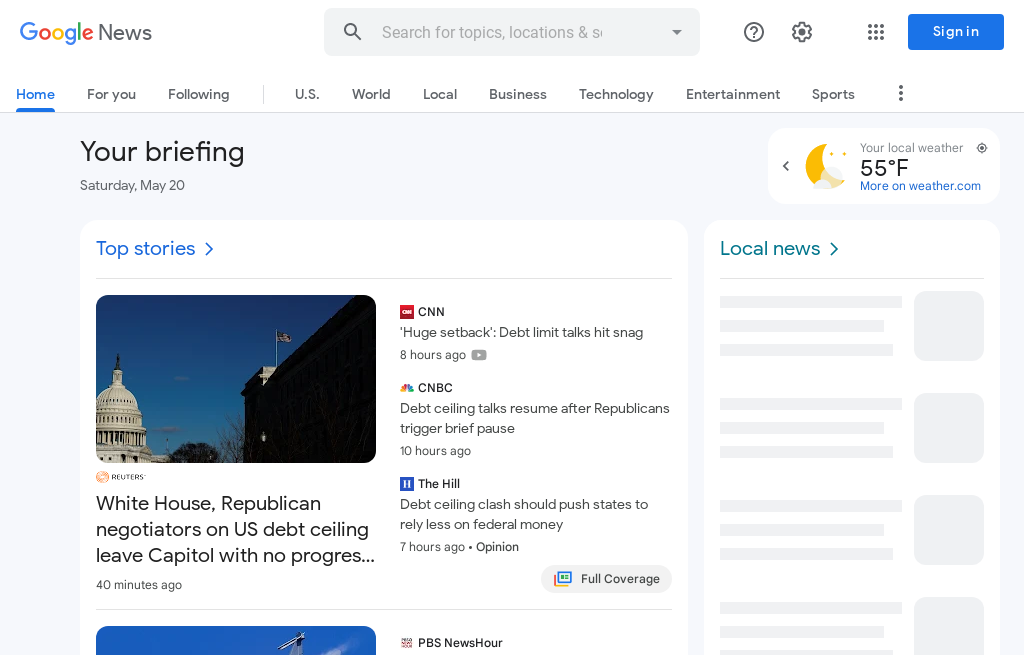 Google News
Search for topics, locations & so
Sign in
Home
For you
Following
U.S.
World
Local
Business
Technology
Entertainment
Sports
Your briefing
Saturday, May 20
Your local weather
55°F
More on weather.com
Top stories
REUTERS
White House, Republican
negotiators on US debt ceiling
leave Capitol with no progres...
40 minutes ago
CNN
CNN
'Huge setback': Debt limit talks hit snag
8 hours ago
CNBC
Debt ceiling talks resume after Republicans
trigger brief pause
10 hours ago
H The Hill
Debt ceiling clash should push states to
rely less on federal money
7 hours ago • Opinion
Full Coverage
PBS NewsHour
Local news